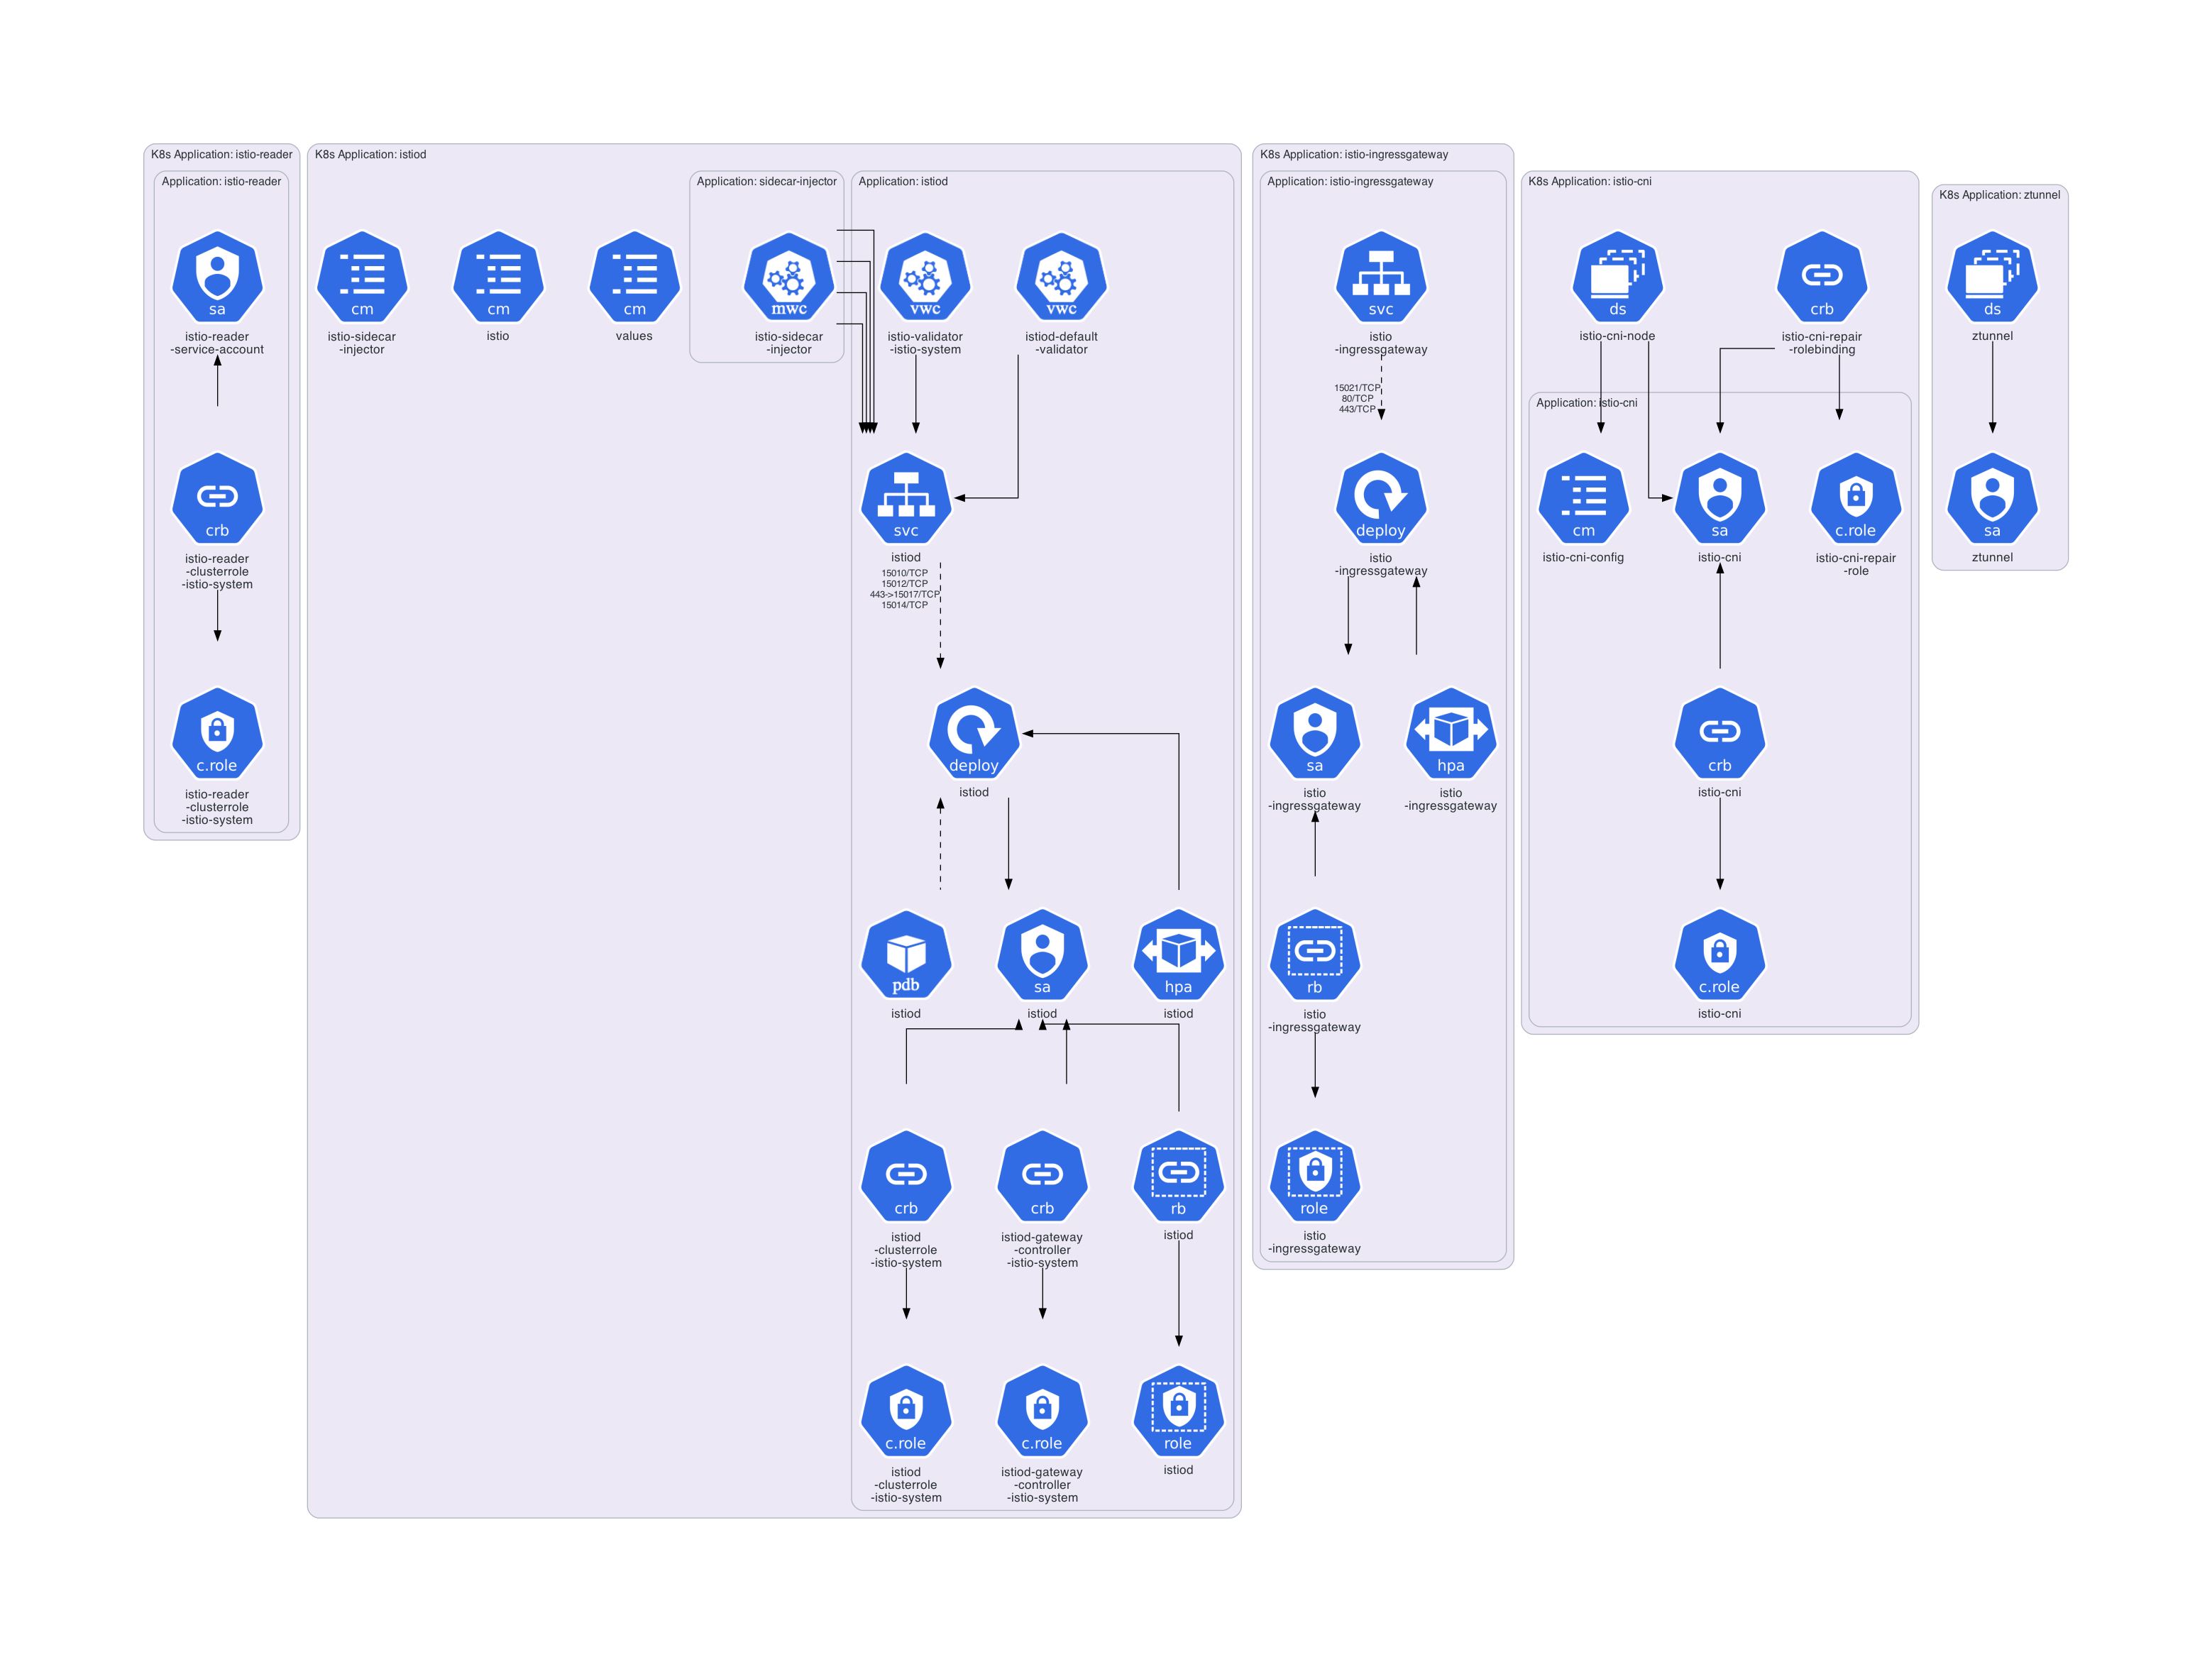 K8s Application: istio-reader
Application: istio-reader
sa
istio-reader
-service-account
crb
istio-reader
-clusterrole
-istio-system
c.role
istio-reader
-clusterrole
-istio-system
K8s Application: istiod
cm
istio-sidecar
-injector
cm
istio
cm
values
Application: sidecar-injector
mwc
istio-sidecar
-injector
Application: istiod
vwc
istio-validator
-istio-system
vwc
istiod-default
-validator
svc
istiod
15010/TCP
15012/TCP
443->15017/TCP
15014/TCP
deploy
istiod
pdb
istiod
sa
istiod
hpa
istiod
crb
istiod
-clusterrole
-istio-system
crb
istiod-gateway
-controller
-istio-system
rb
istiod
c.role
istiod
-clusterrole
-istio-system
c.role
istiod-gateway
-controller
-istio-system
role
istiod
K8s Application: istio-ingressgateway
Application: istio-ingressgateway
svc
istio
-ingressgateway
15021/TCP
80/TCP
443/TCP
deploy
istio
-ingressgateway
sa
istio
-ingressgateway
hpa
istio
-ingressgateway
rb
istio
-ingressgateway
role
istio
-ingressgateway
K8s Application: istio-cni
ds
istio-cni-node
crb
istio-cni-repair
-rolebinding
Application: istio-cni
cm
istio-cni-config
sa
istio-cni
c.role
istio-cni-repair
-role
crb
istio-cni
c.role
istio-cni
K8s Application: ztunnel
ds
ztunnel
sa
ztunnel